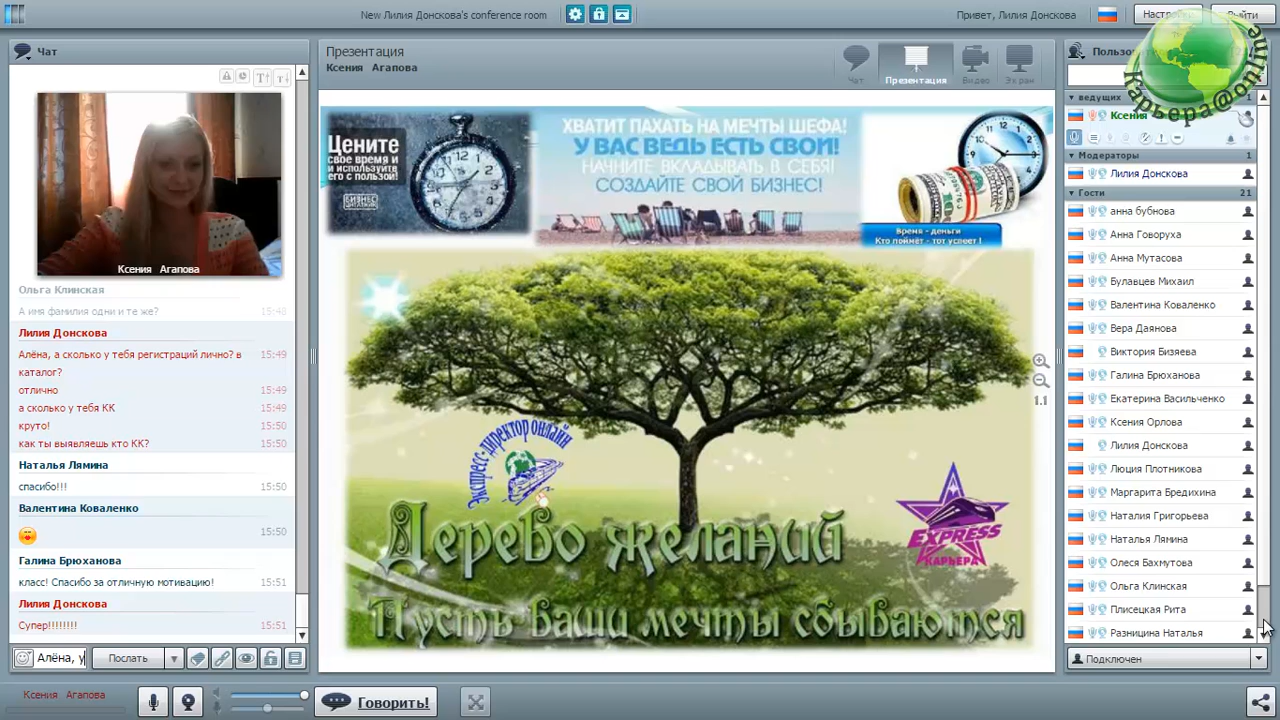 New Лилия Донскова's conference room
Привет, Лилия Донскова
Настройки
Выйти
Чат
Ксения Агапова
Ольга Клинская
А имя фамилия одни и те же? 15:48
Лилия Донскова
Алёна, а сколько у тебя регистраций лично? в 15:49
каталог?
отлично 15:49
а сколько у тебя КК 15:49
круто! 15:50
как ты выявляешь кто КК? 15:50
Наталья Лямина
спасибо!!! 15:50
Валентина Коваленко
15:50
Галина Брюханова
класс! Спасибо за отличную мотивацию! 15:51
Лилия Донскова
Супер!!!!!!!! 15:51
Алёна, у
Послать
Ксения Агапова
Говорить!
Презентация
Ксения Агапова
Чат
Презентация
Видео
Экран
Цените
свое время и
используйте
его с пользой!
БИЗНЕС
ЦИТАТНИК
ХВАТИТ ПАХАТЬ НА МЕЧТЫ ШЕФА!
У ВАС ВЕДЬ ЕСТЬ СВОИ!
НАЧНИТЕ ВКЛАДЫВАТЬ В СЕБЯ!
СОЗДАЙТЕ СВОЙ БИЗНЕС!
Время - деньги
Кто поймёт - тот успеет !
Экспресс-директор онлайн
EXPRESS
КАРЬЕРА
Дерево желаний
Пусть ваши мечты сбываются
1.1
Карьера@online
ведущих 1
Ксения
Модераторы 1
Лилия Донскова
Гости 21
анна бубнова
Анна Говоруха
Анна Мутасова
Булавцев Михаил
Валентина Коваленко
Вера Даянова
Виктория Бизяева
Галина Брюханова
Екатерина Васильченко
Ксения Орлова
Лилия Донскова
Люция Плотникова
Маргарита Бредихина
Наталия Григорьева
Наталья Лямина
Олеся Бахмутова
Ольга Клинская
Плисецкая Рита
Разницина Наталья
Подключен